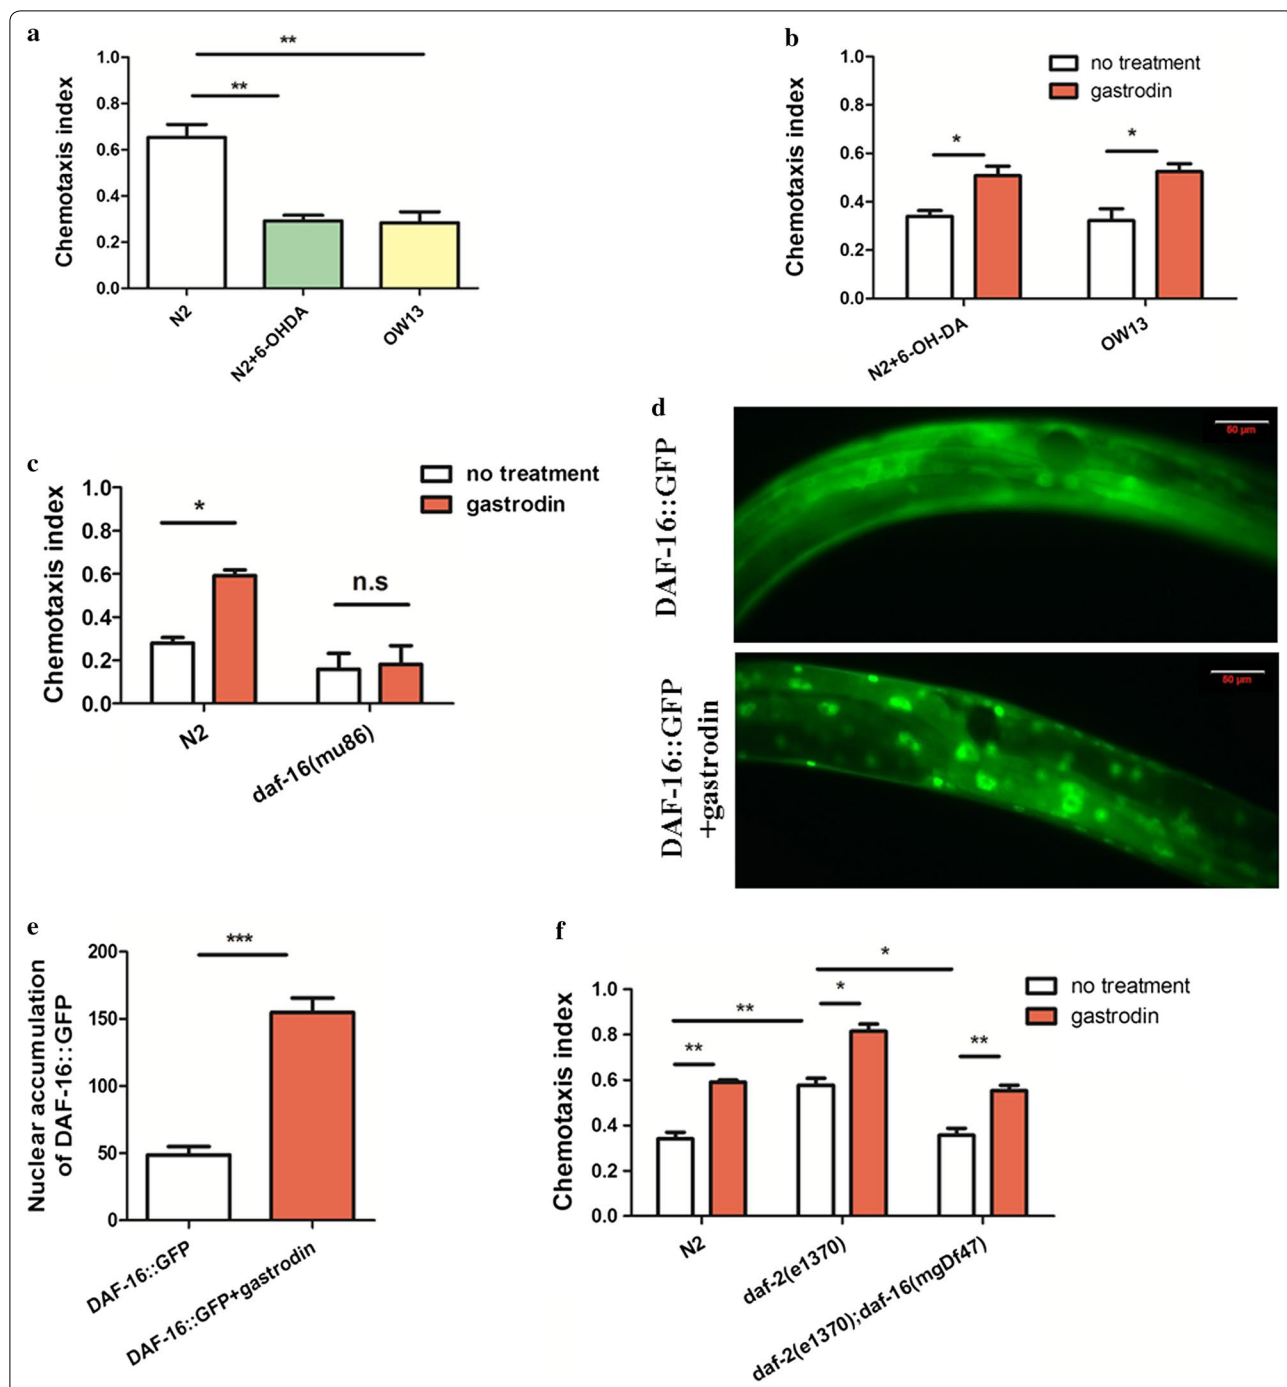 a
**
**
1.0
0.8
0.6
0.4
0.2
0.0
Chemotaxis index
N2
N2+6-OHDA
OW13
b
no treatment
gastrodin
*
*
1.0
0.8
0.6
0.4
0.2
0.0
Chemotaxis index
N2+6-OH-DA
OW13
c
no treatment
gastrodin
*
n.s
1.0
0.8
0.6
0.4
0.2
0.0
Chemotaxis index
N2
daf-16(mu86)
d
DAF-16::GFP
50 µm
DAF-16::GFP
+gastrodin
50 µm
e
***
200
150
100
50
0
Nuclear accumulation
of DAF-16::GFP
DAF-16::GFP
DAF-16::GFP+gastrodin
f
no treatment
gastrodin
*
**
*
**
**
1.0
0.8
0.6
0.4
0.2
0.0
Chemotaxis index
N2
daf-2(e1370)
daf-2(e1370);daf-16(mgDf47)